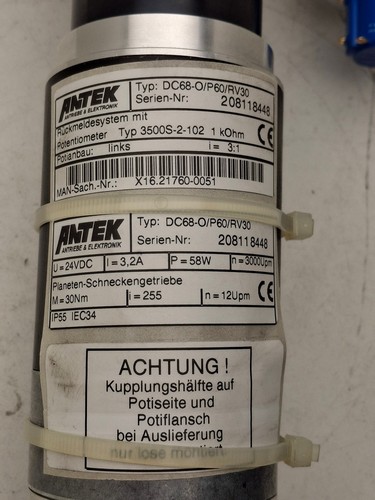 ANTEK
ANTRIEBE & ELEKTRONIK
Typ: DC68-O/P60/RV30
Serien-Nr: 208118448
Rückmeldesystem mit
Potentiometer Typ 3500S-2-102 1 kOhm
Potianbau: links i = 3:1
CE
MAN-Sach.-Nr.: X16.21760-0051
ANTEK
ANTRIEBE & ELEKTRONIK
Typ: DC68-O/P60/RV30
Serien-Nr: 208118448
U = 24VDC I = 3,2A P = 58W n = 3000Upm
Planeten-Schneckengetriebe
M = 30Nm i = 255 n = 12Upm CE
IP55 IEC34
ACHTUNG !
Kupplungshälfte auf
Potiseite und
Potiflansch
bei Auslieferung
nur lose montiert